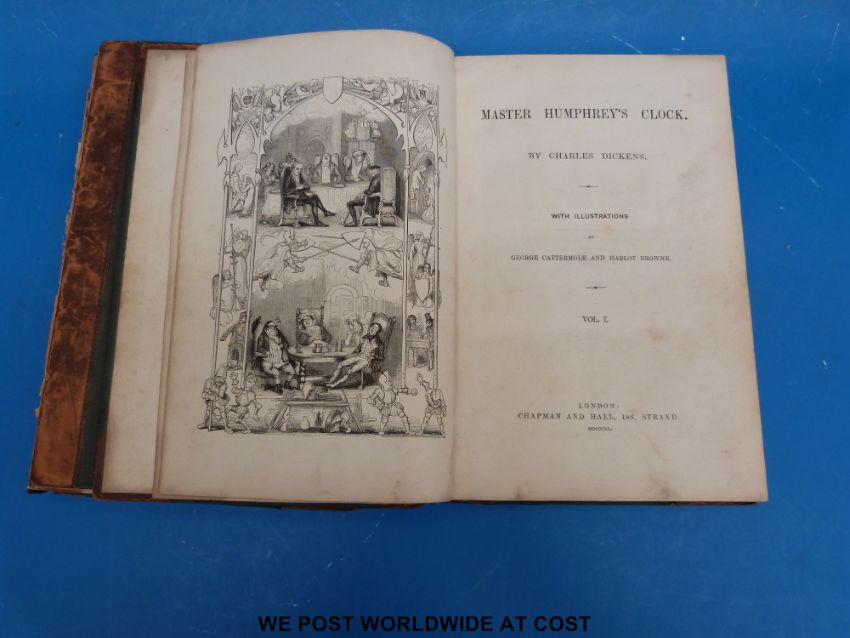 MASTER HUMPHREY'S CLOCK.
BY CHARLES DICKENS.
WITH ILLUSTRATIONS
BY
GEORGE CATTERMOLE AND HABLOT BROWNE.
VOL. I.
LONDON:
CHAPMAN AND HALL, 186, STRAND.
MDCCCXL.
WE POST WORLDWIDE AT COST